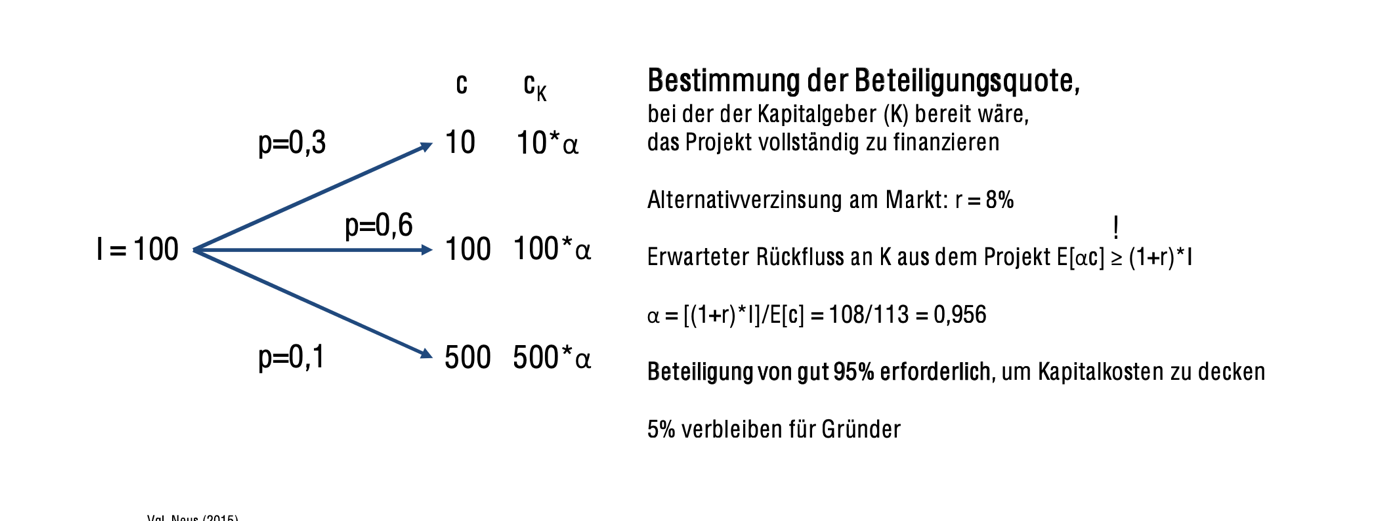 c c_K
p=0,3 10 10*α
p=0,6
I = 100 100 100*α
p=0,1 500 500*α
Bestimmung der Beteiligungsquote,
bei der der Kapitalgeber (K) bereit wäre,
das Projekt vollständig zu finanzieren
Alternativverzinsung am Markt: r = 8%
!
Erwarteter Rückfluss an K aus dem Projekt E[αc] ≥ (1+r)*I
α = [(1+r)*I]/E[c] = 108/113 = 0,956
Beteiligung von gut 95% erforderlich, um Kapitalkosten zu decken
5% verbleiben für Gründer
Vgl. Neus (2015)